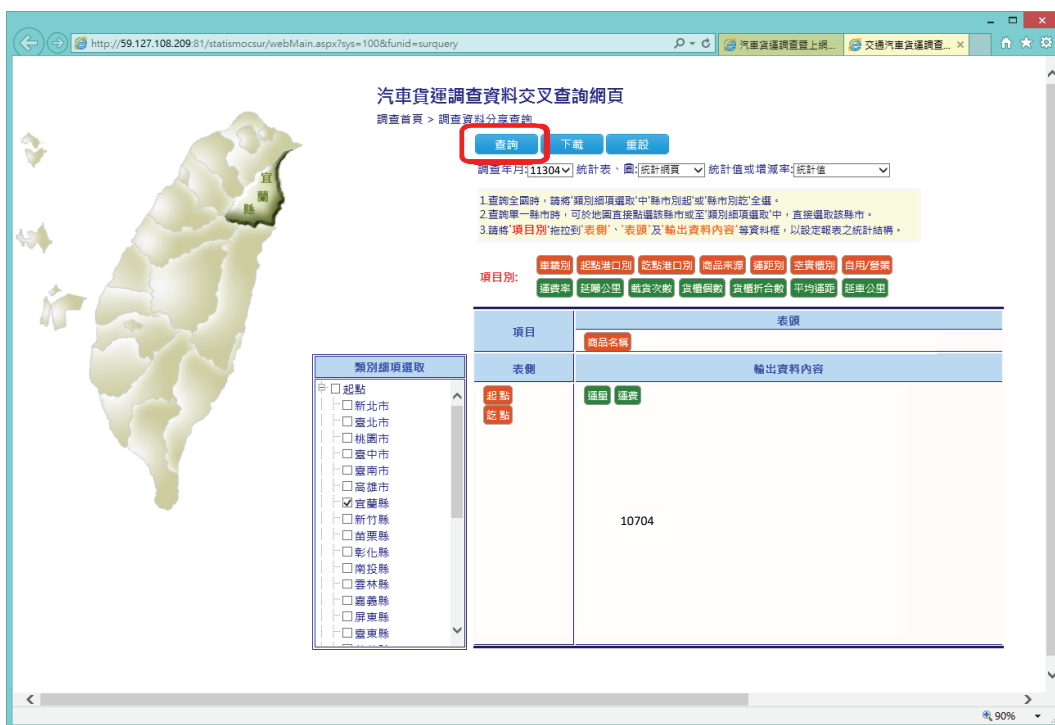 http://59.127.108.209:81/statismocsur/webMain.aspx?sys=100&funid=surquery
汽車貨運調查暨上網...
交通汽車貨運調查...
汽車貨運調查資料交叉查詢網頁
調查首頁 > 調查資料分享查詢
查詢 下載 重設
調查年月:11304 統計表、圖:統計網頁 統計值或增減率:統計值
1.查詢全國時，請將'類別細項選取'中'縣市別起'或'縣市別訖'全選。
2.查詢單一縣市時，可於地圖直接點選該縣市或至'類別細項選取'中，直接選取該縣市。
3.請將'項目別'拖拉到'表側'、'表頭'及'輸出資料內容'等資料框，以設定報表之統計結構。
項目別:
車籍別 起點港口別 訖點港口別 商品來源 運距別 空貨櫃別 自用/營業
運費率 延噸公里 載貨次數 貨櫃個數 貨櫃折合數 平均運距 延車公里
項目
表頭
商品名稱
表側
輸出資料內容
起點
訖點
運量 運費
10704
類別細項選取
起點
新北市
臺北市
桃園市
臺中市
臺南市
高雄市
宜蘭縣
新竹縣
苗栗縣
彰化縣
南投縣
雲林縣
嘉義縣
屏東縣
臺東縣
宜蘭縣
90%